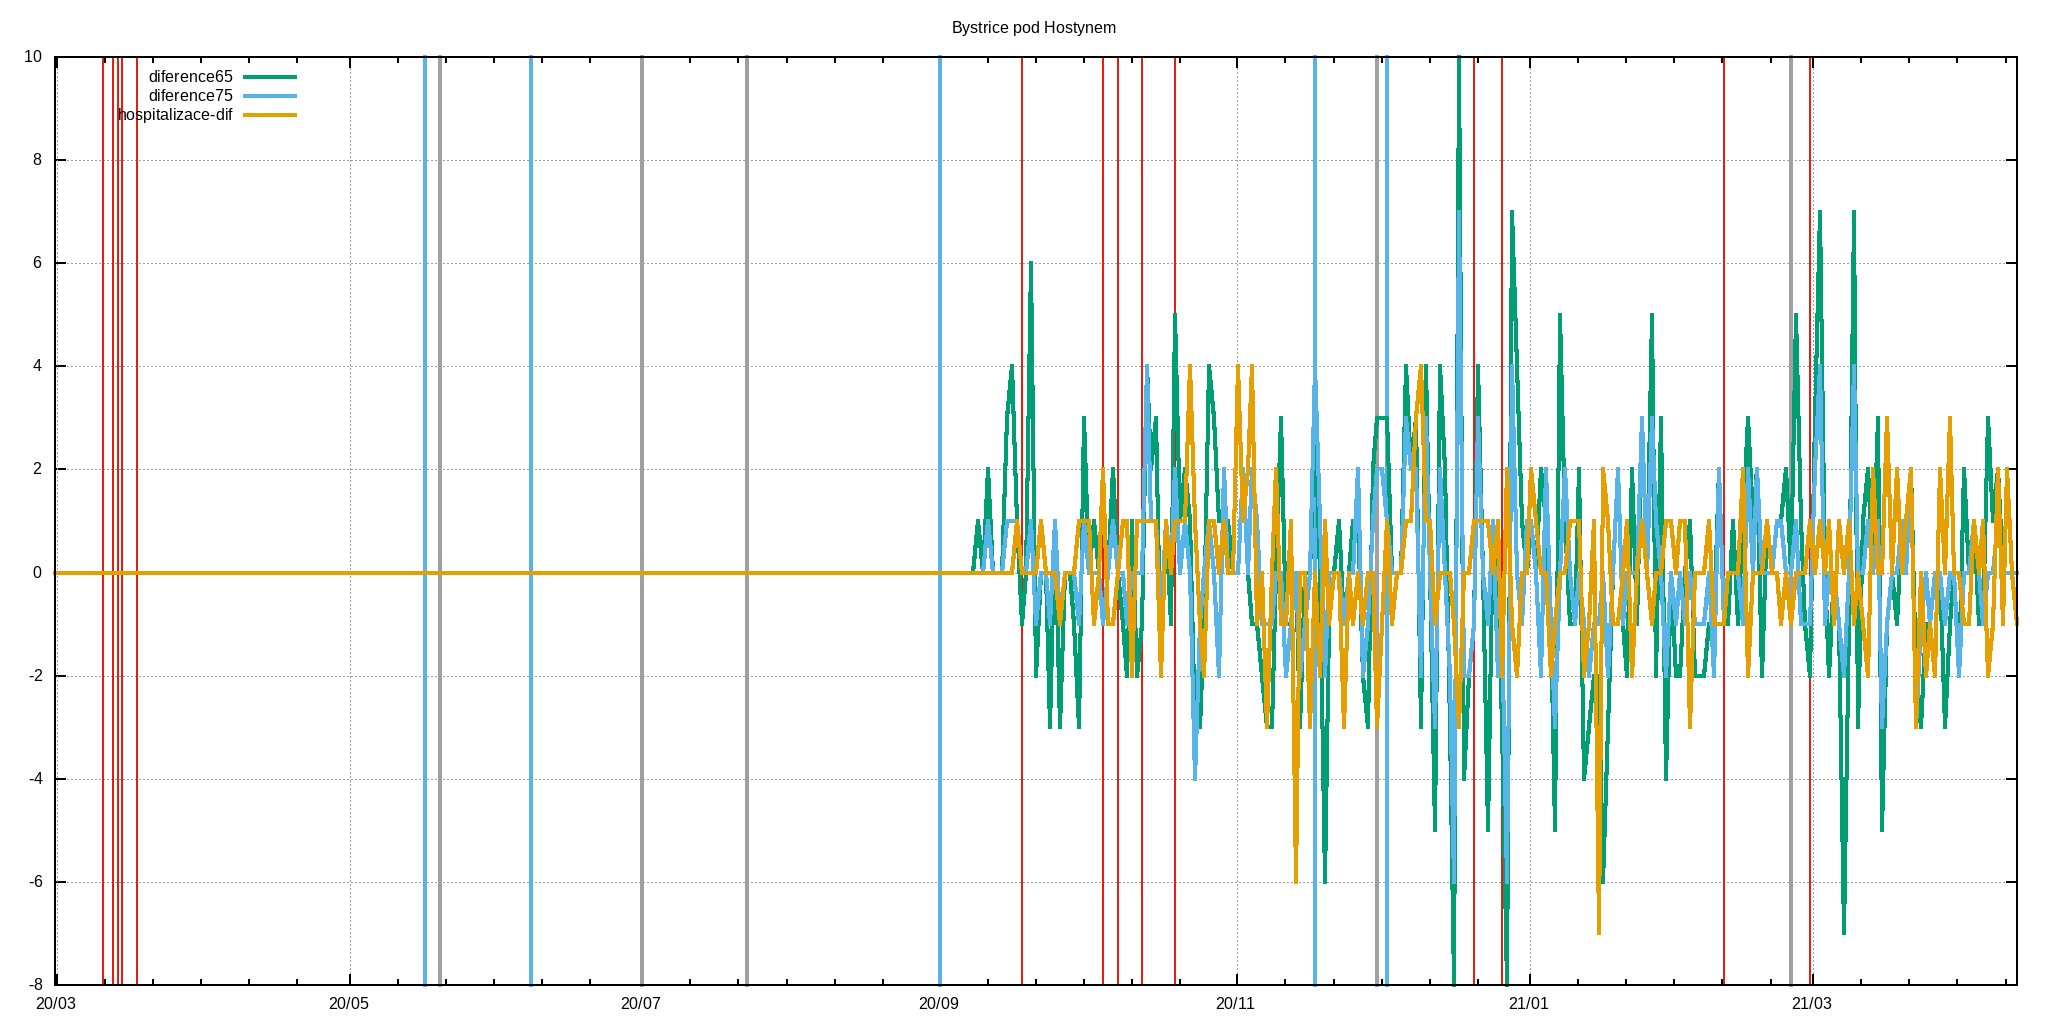 Bystrice pod Hostynem
10
diference65
diference75
hospitalizace-dif
8
6
4
2
0
-2
-4
-6
-8
20/03 20/05 20/07 20/09 20/11 21/01 21/03